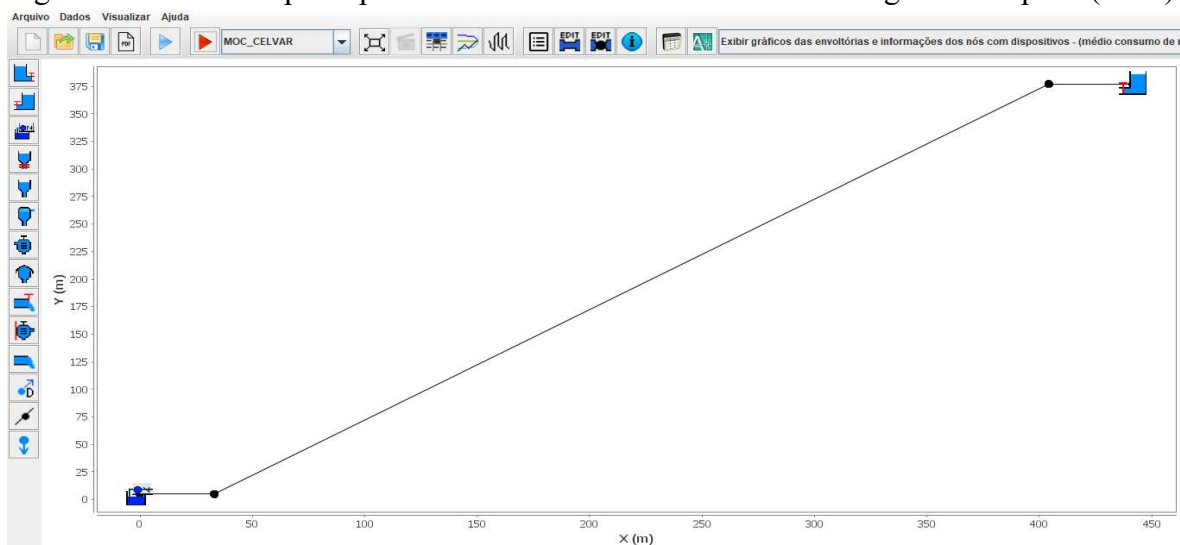 Arquivo Dados Visualizar Ajuda
PDF
MOC_CELVAR
EDIT
EDIT
Exibir gráficos das envoltórias e informações dos nós com dispositivos - (médio consumo de
375
350
325
300
275
250
225
200
175
150
125
100
75
50
25
0
Y (m)
D
0 50 100 150 200 250 300 350 400 450
X (m)